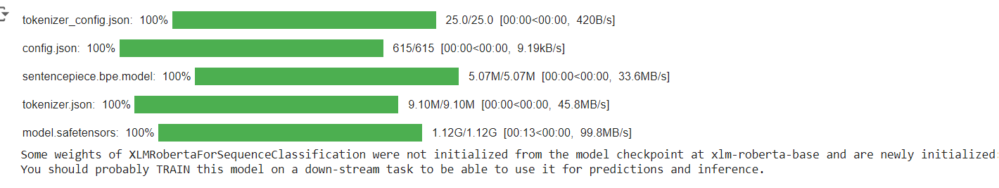 tokenizer_config.json: 100% 25.0/25.0 [00:00<00:00, 420B/s]
config.json: 100% 615/615 [00:00<00:00, 9.19kB/s]
sentencepiece.bpe.model: 100% 5.07M/5.07M [00:00<00:00, 33.6MB/s]
tokenizer.json: 100% 9.10M/9.10M [00:00<00:00, 45.8MB/s]
model.safetensors: 100% 1.12G/1.12G [00:13<00:00, 99.8MB/s]
Some weights of XLMRobertaForSequenceClassification were not initialized from the model checkpoint at xlm-roberta-base and are newly initialized:
You should probably TRAIN this model on a down-stream task to be able to use it for predictions and inference.